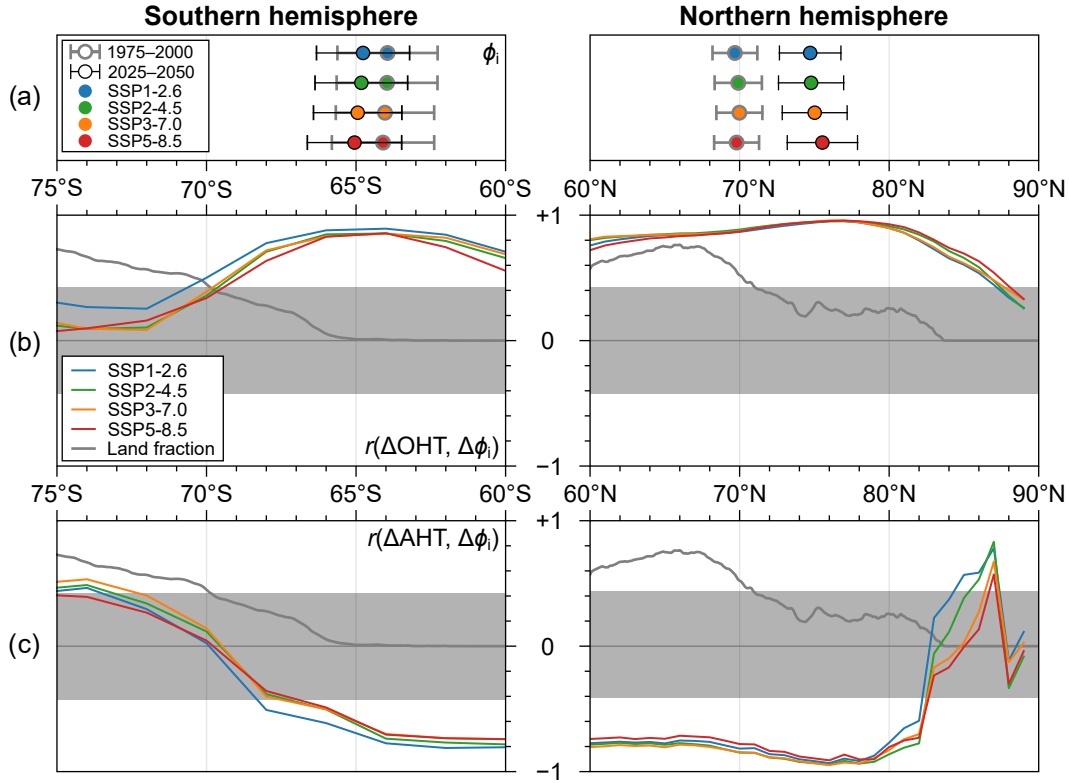 Southern hemisphere
Northern hemisphere
(a)
1975–2000
2025–2050
SSP1-2.6
SSP2-4.5
SSP3-7.0
SSP5-8.5
ϕi
75°S 70°S 65°S 60°S
60°N 70°N 80°N 90°N
(b)
+1
0
−1
SSP1-2.6
SSP2-4.5
SSP3-7.0
SSP5-8.5
Land fraction
r(ΔOHT, Δϕi)
75°S 70°S 65°S 60°S
60°N 70°N 80°N 90°N
(c)
r(ΔAHT, Δϕi)
+1
0
−1